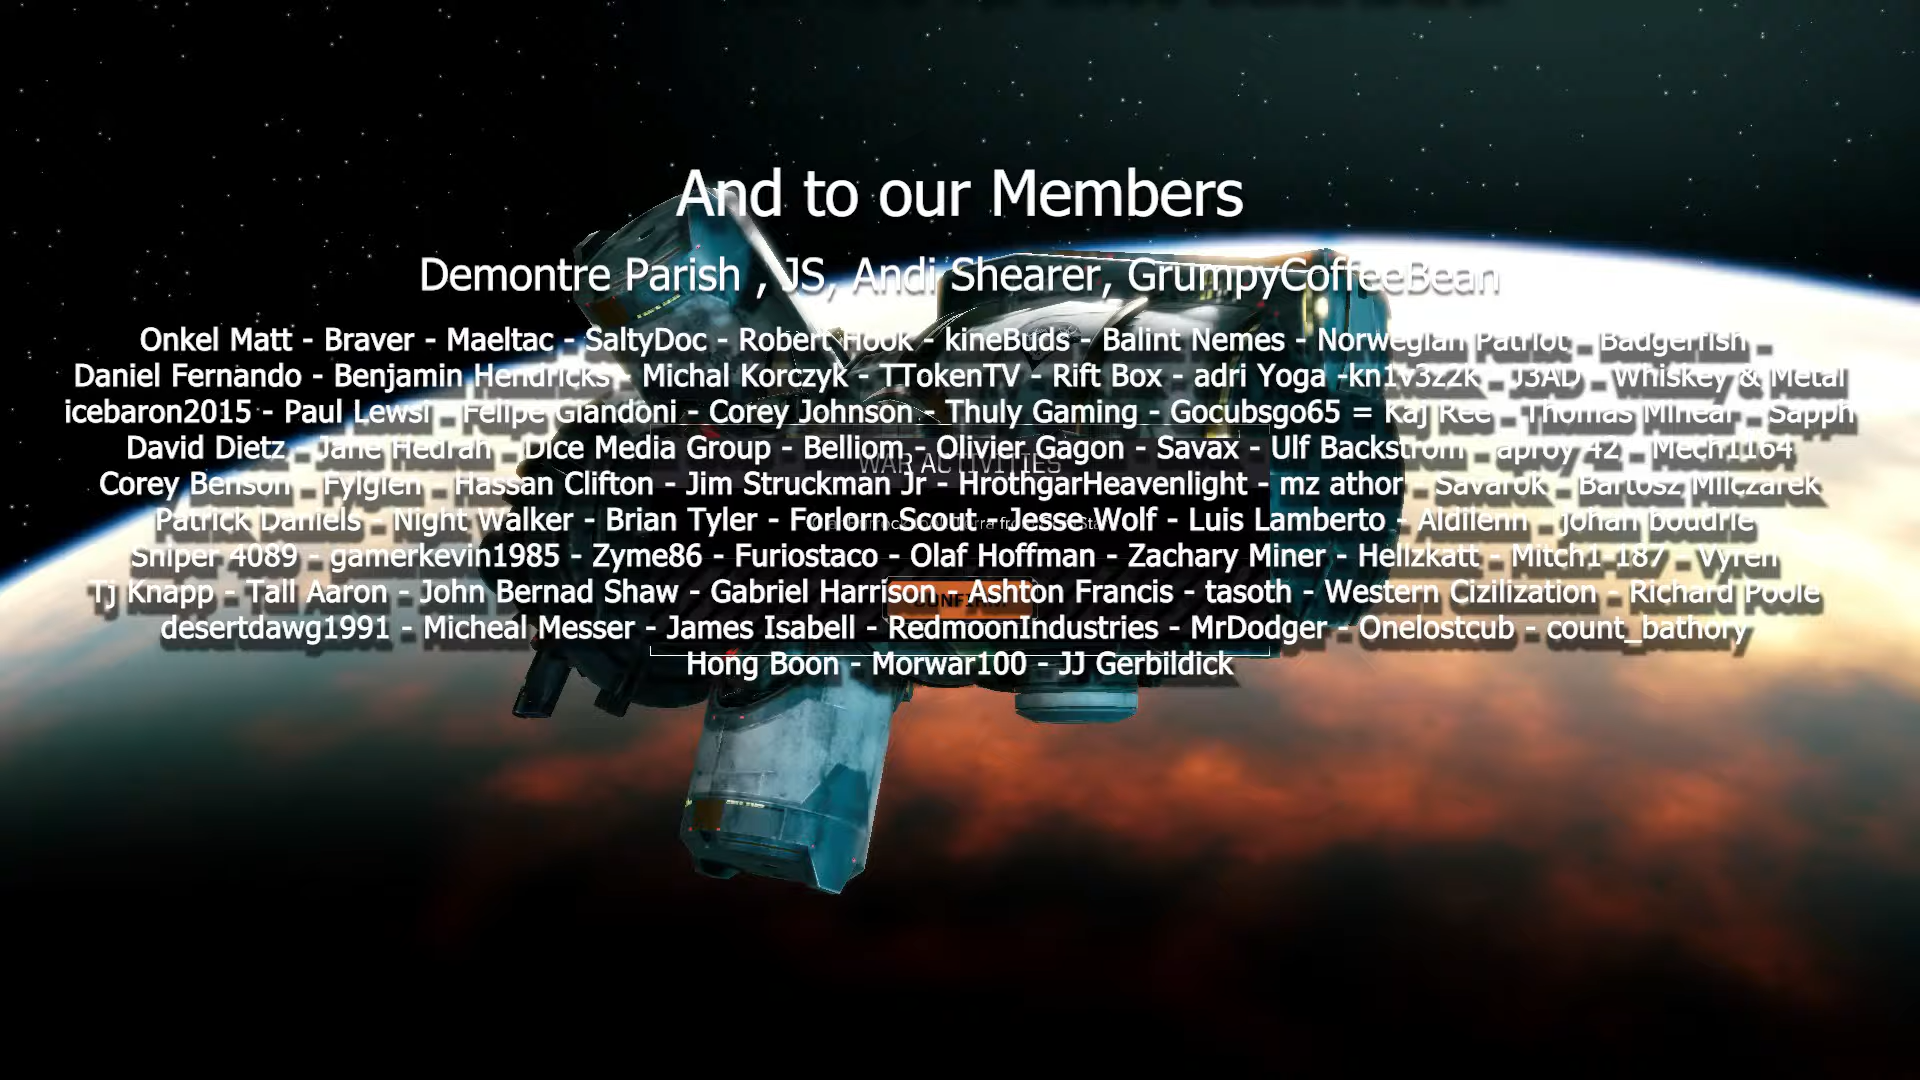 And to our Members
Demontre Parish , JS, Andi Shearer, GrumpyCoffeeBean
Onkel Matt - Braver - Maeltac - SaltyDoc - Robert Hook - kineBuds - Balint Nemes - Norwegian Patriot - Badgerfish -
Daniel Fernando - Benjamin Hendricks - Michal Korczyk - TTokenTV - Rift Box - adri Yoga -kn1v3z2k - J3AD - Whiskey & Metal
icebaron2015 - Paul Lewsi - Felipe Giandoni - Corey Johnson - Thuly Gaming - Gocubsgo65 = Kaj Ree - Thomas Minear - Sapph
David Dietz - Jane Hedrah - Dice Media Group - Belliom - Olivier Gagon - Savax - Ulf Backstrom - aproy 42 - Mech1164
WAR ACTIVITIES
Corey Benson - Fylgien - Hassan Clifton - Jim Struckman Jr - HrothgarHeavenlight - mz athor - Savarok - Bartosz Milczarek
Patrick Daniels - Night Walker - Brian Tyler - Forlorn Scout - Jesse Wolf - Luis Lamberto - Aldilenn - johan boudrie
Sniper 4089 - gamerkevin1985 - Zyme86 - Furiostaco - Olaf Hoffman - Zachary Miner - Hellzkatt - Mitch1-187 - Vyren
Tj Knapp - Tall Aaron - John Bernad Shaw - Gabriel Harrison - Ashton Francis - tasoth - Western Cizilization - Richard Poole
CONFIRM
desertdawg1991 - Micheal Messer - James Isabell - RedmoonIndustries - MrDodger - Onelostcub - count_bathory
Hong Boon - Morwar100 - JJ Gerbildick